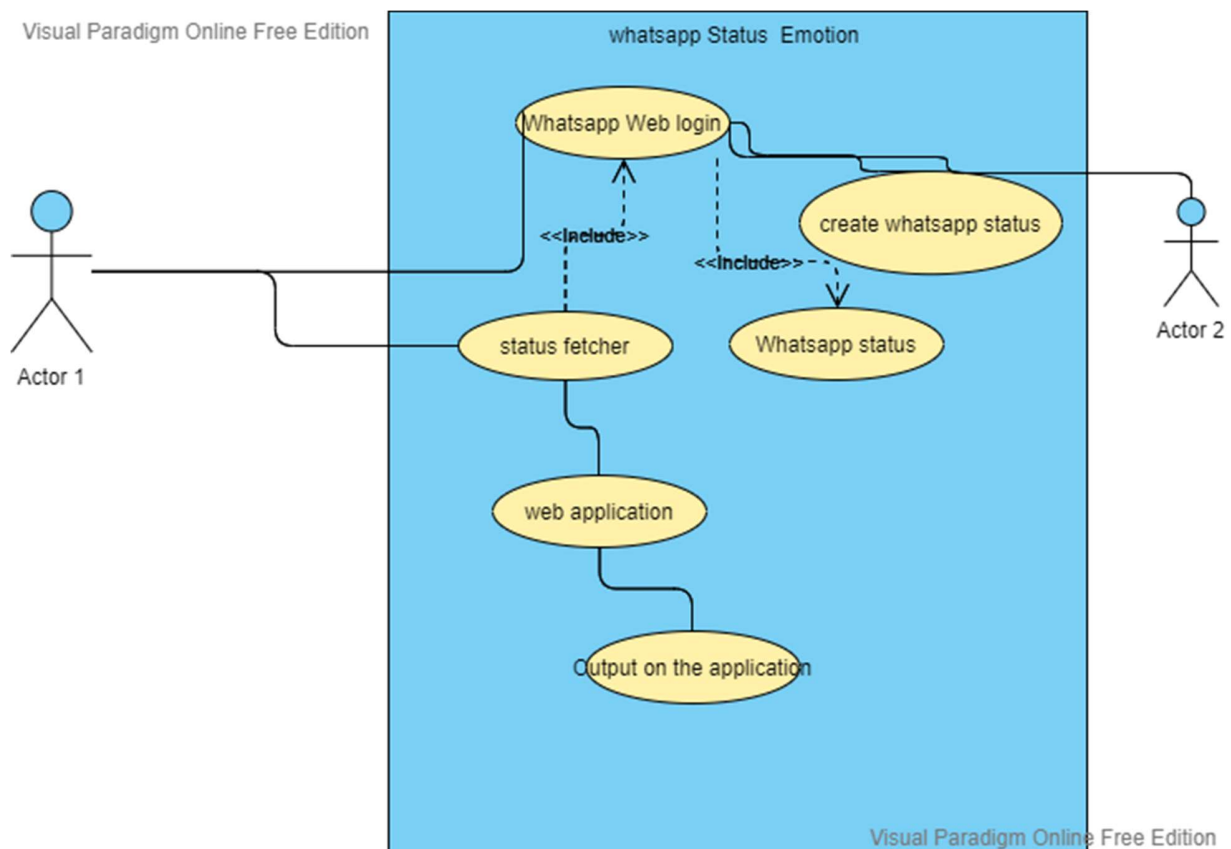 Visual Paradigm Online Free Edition
whatsapp Status Emotion
Whatsapp Web login
create whatsapp status
<<Include>>
<<Include>>
Actor 1
Actor 2
status fetcher
Whatsapp status
web application
Output on the application
Visual Paradigm Online Free Edition